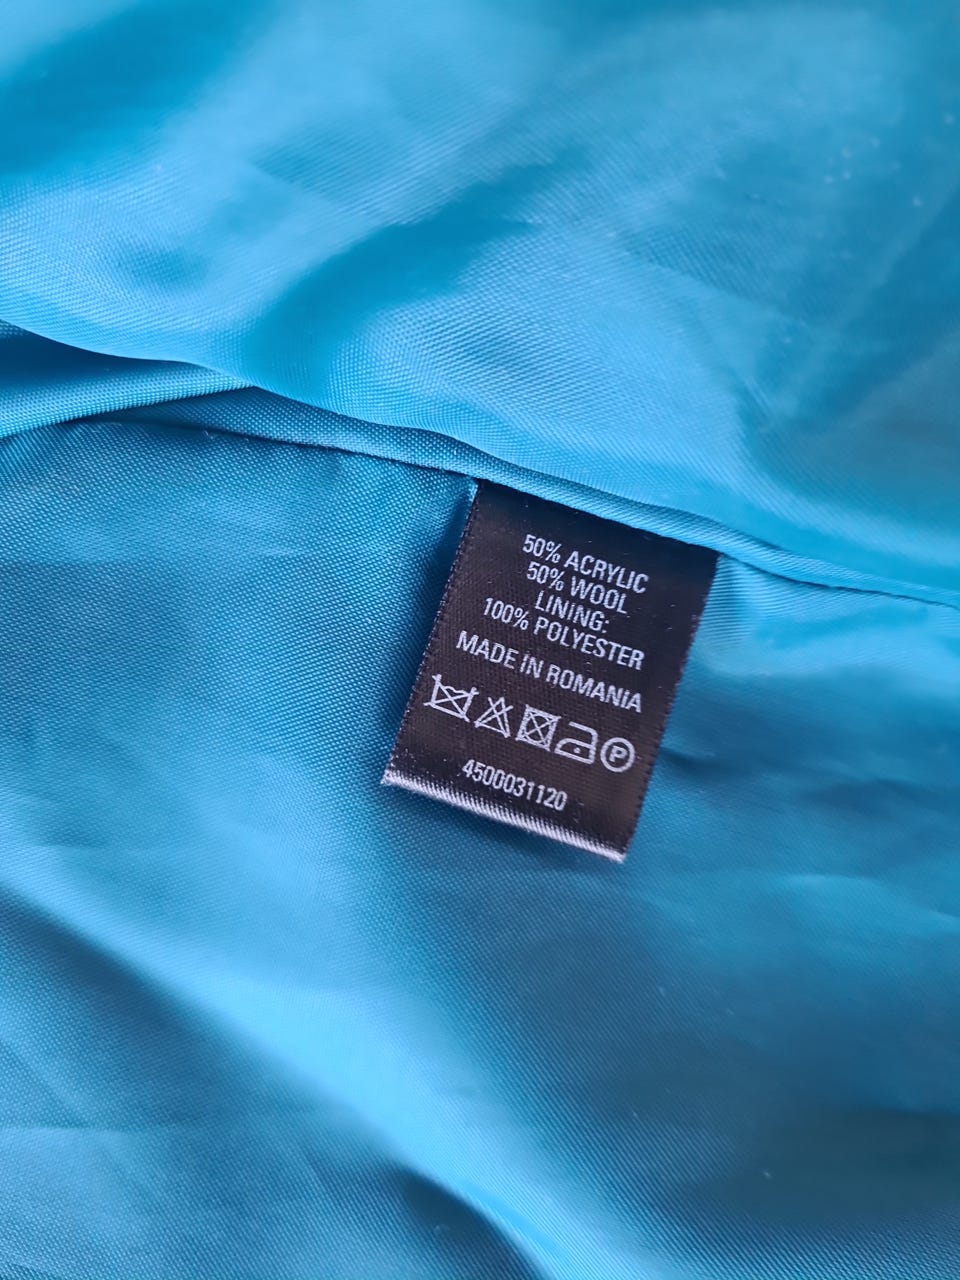 50% ACRYLIC
50% WOOL
LINING:
100% POLYESTER
MADE IN ROMANIA
P
4500031120